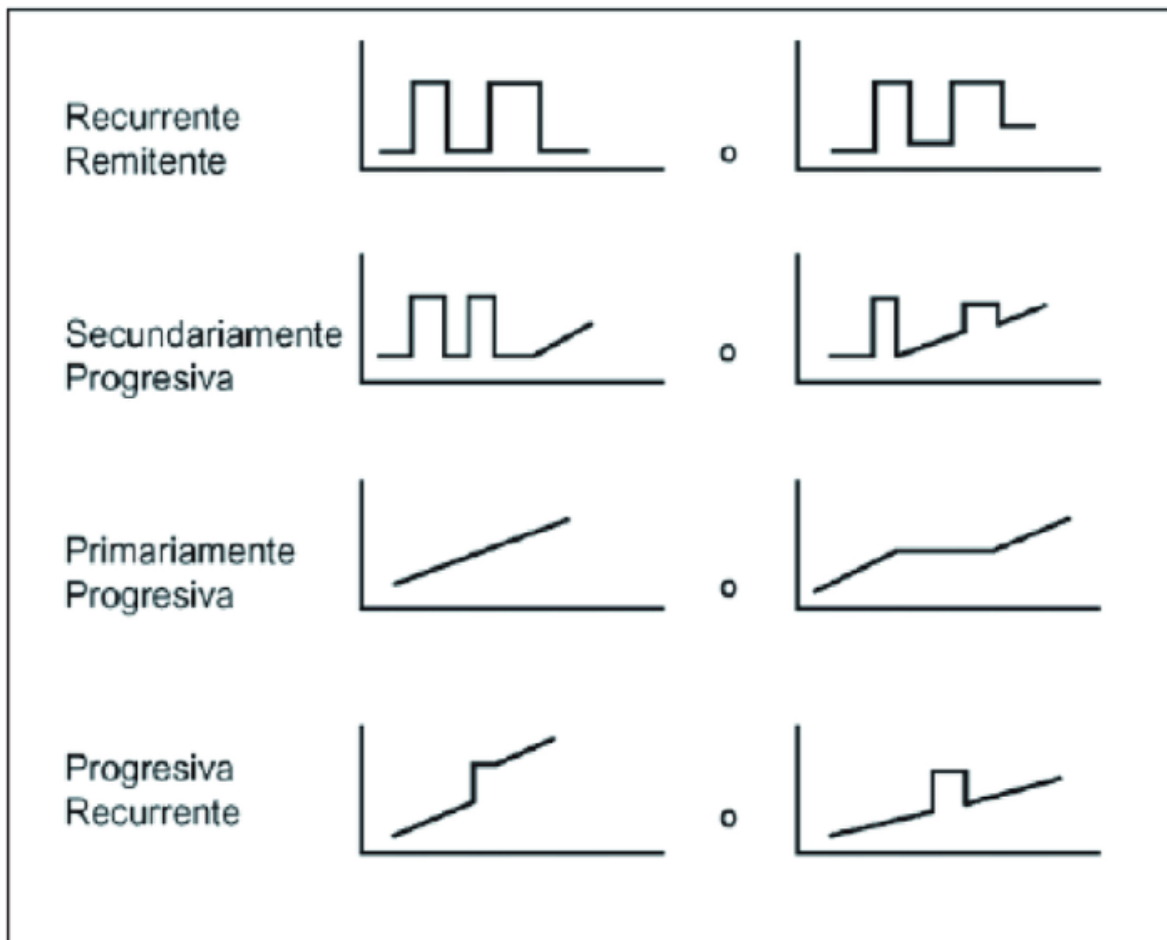 Recurrente
Remitente
o
Secundariamente
Progresiva
o
Primariamente
Progresiva
o
Progresiva
Recurrente
o